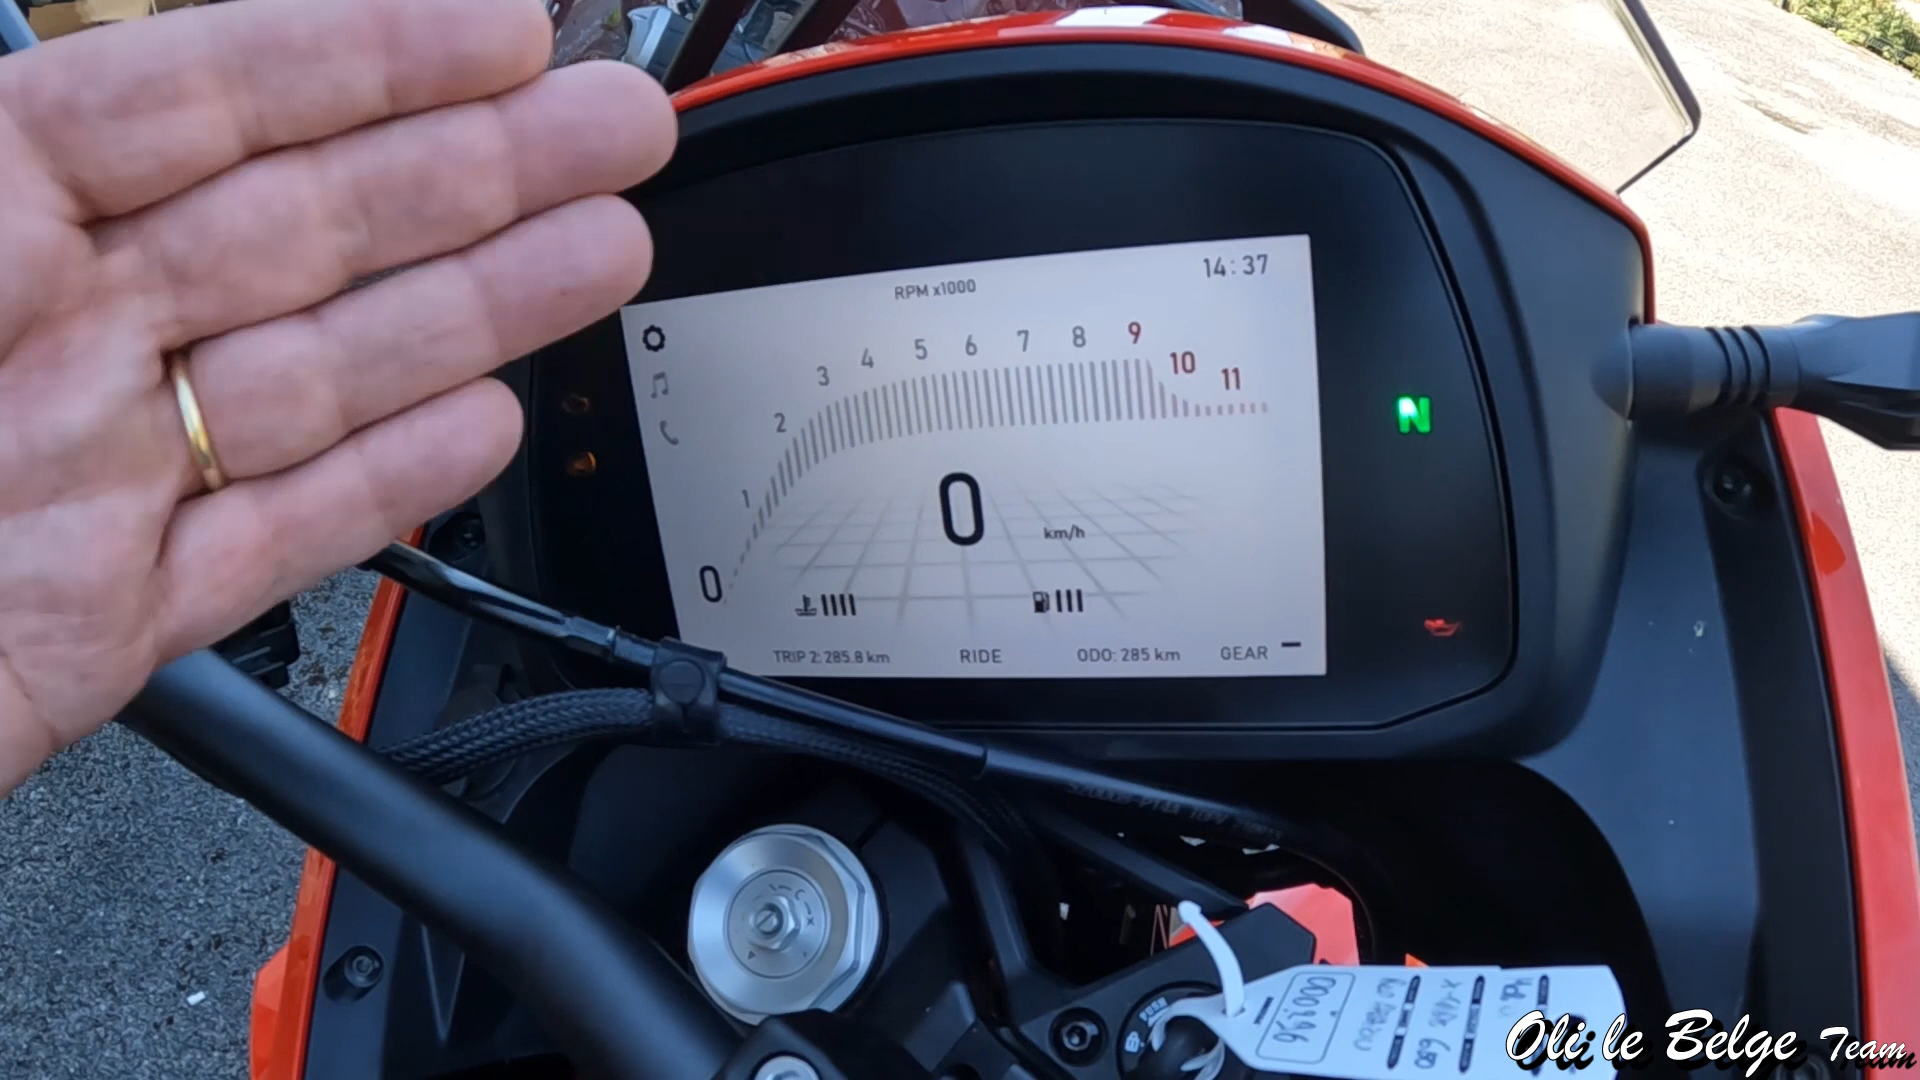 RPM x1000
14:37
0 1 2 3 4 5 6 7 8 9 10 11
0
km/h
N
TRIP 2: 285.8 km
RIDE
ODO: 285 km
GEAR –
PUSH
Oli le Belge Team